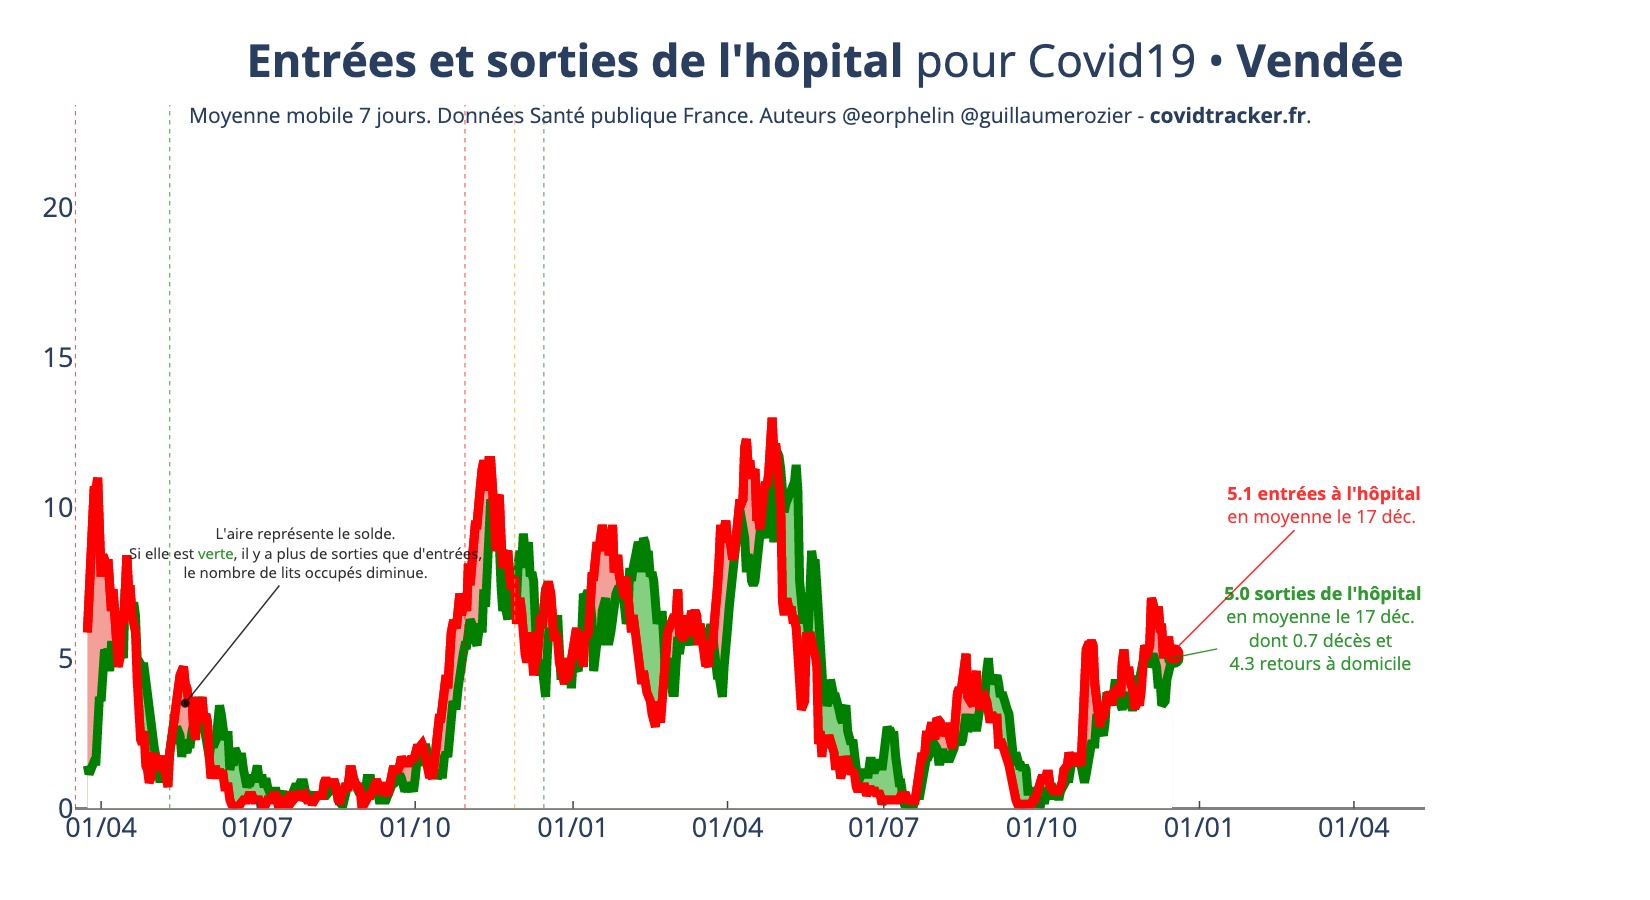 Entrées et sorties de l'hôpital pour Covid19 • Vendée
Moyenne mobile 7 jours. Données Santé publique France. Auteurs @eorphelin @guillaumerozier - covidtracker.fr.
20
15
10
5
0
5.1 entrées à l'hôpital
en moyenne le 17 déc.
L'aire représente le solde.
Si elle est verte, il y a plus de sorties que d'entrées,
le nombre de lits occupés diminue.
5.0 sorties de l'hôpital
en moyenne le 17 déc.
dont 0.7 décès et
4.3 retours à domicile
01/04 01/07 01/10 01/01 01/04 01/07 01/10 01/01 01/04